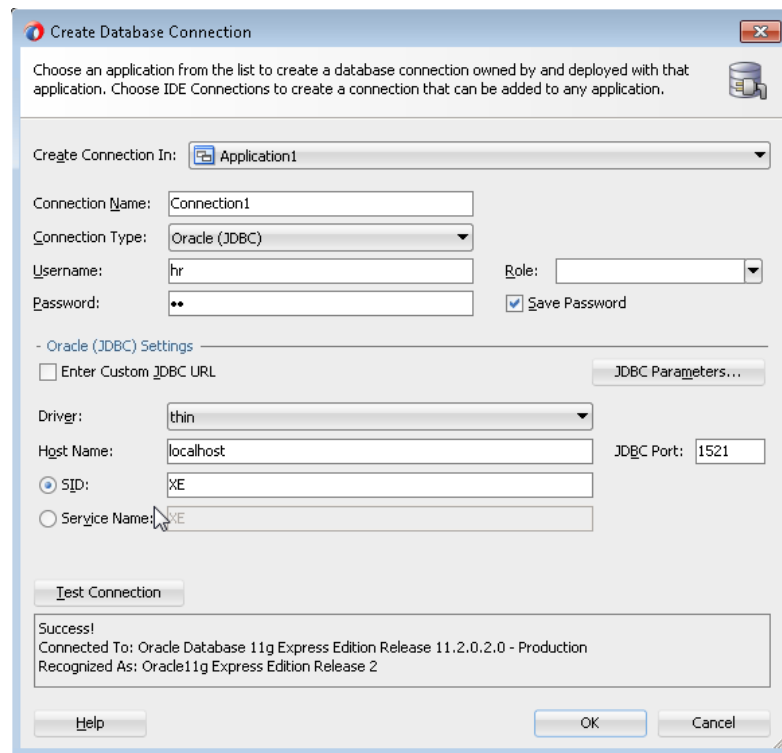 Create Database Connection
Choose an application from the list to create a database connection owned by and deployed with that
application. Choose IDE Connections to create a connection that can be added to any application.
Create Connection In: Application1
Connection Name: Connection1
Connection Type: Oracle (JDBC)
Username: hr Role:
Password: •• Save Password
- Oracle (JDBC) Settings
Enter Custom JDBC URL JDBC Parameters...
Driver: thin
Host Name: localhost JDBC Port: 1521
SID: XE
Service Name: XE
Test Connection
Success!
Connected To: Oracle Database 11g Express Edition Release 11.2.0.2.0 - Production
Recognized As: Oracle11g Express Edition Release 2
Help OK Cancel